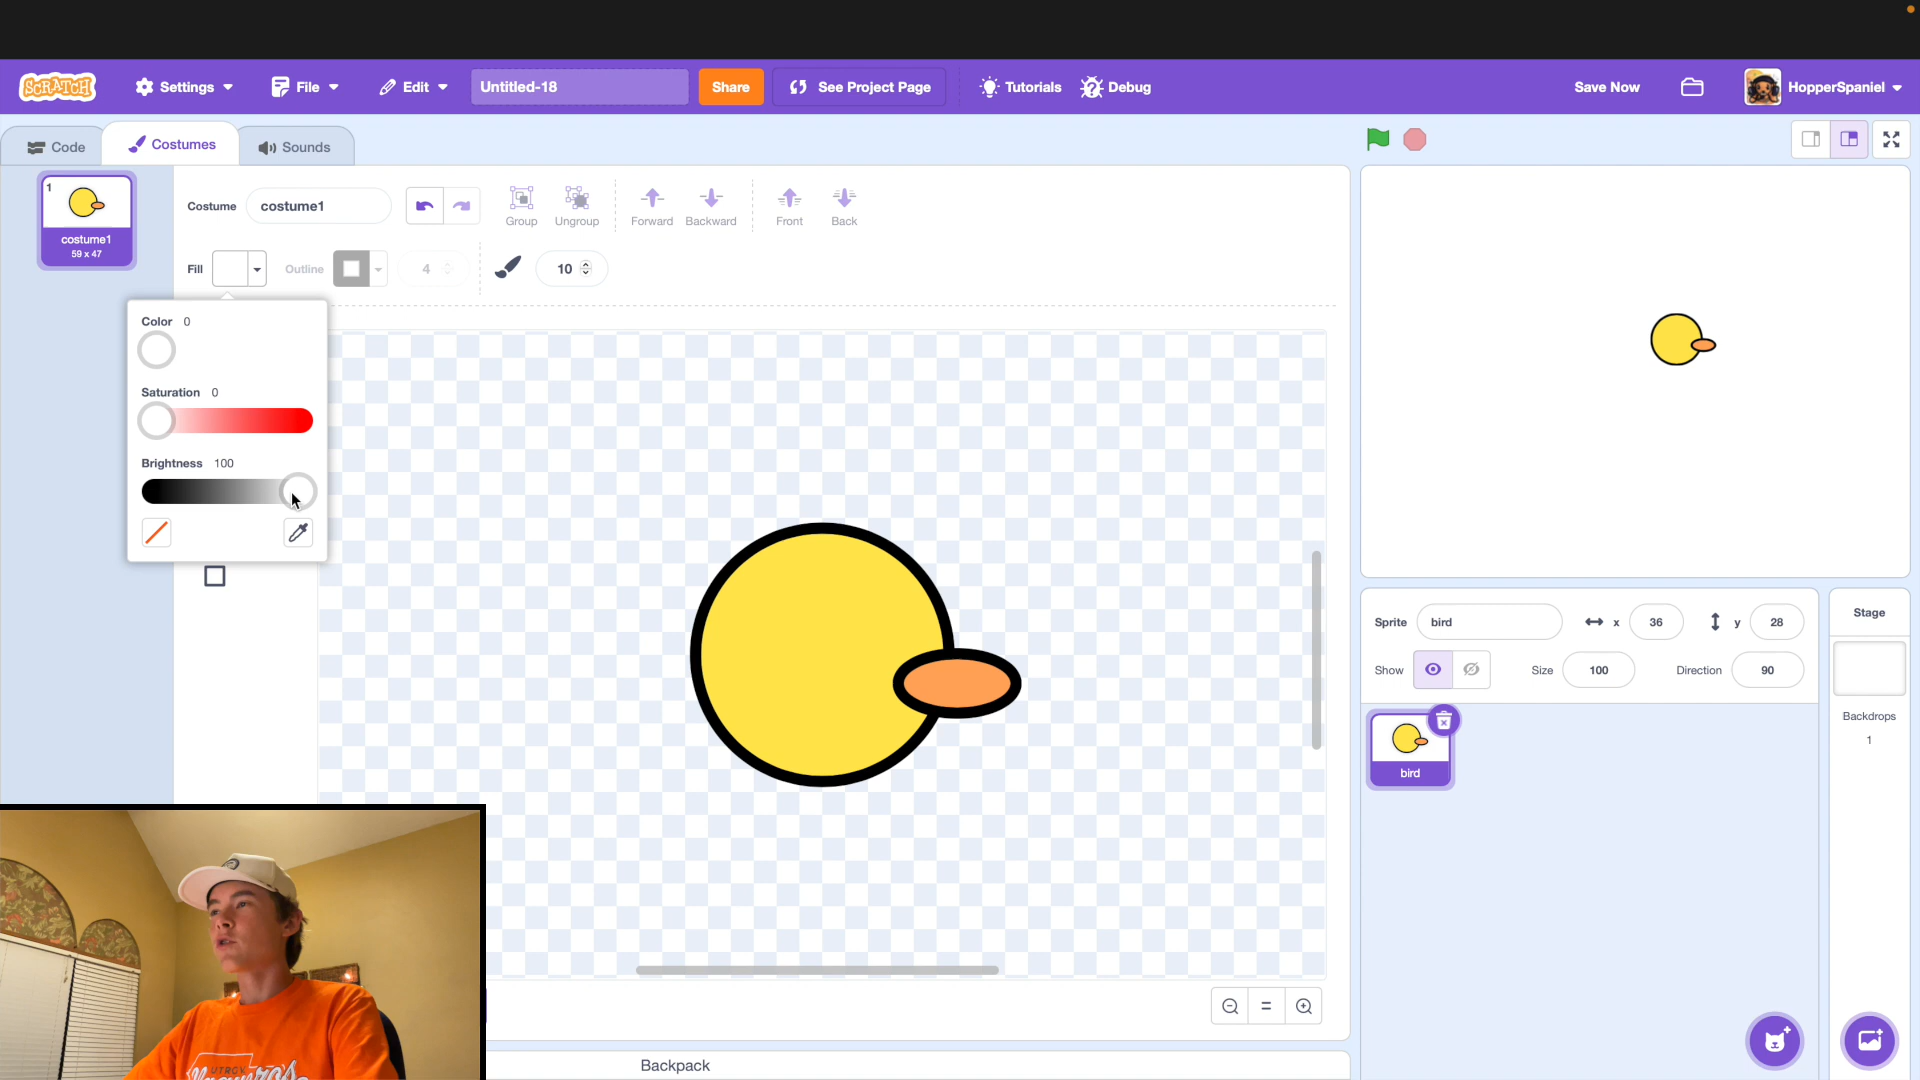 SCRATCH
Settings
File
Edit
Untitled-18
Share
See Project Page
Tutorials
Debug
Save Now
HopperSpaniel
Code
Costumes
Sounds
1
costume1
59 x 47
Costume
costume1
Group
Ungroup
Forward
Backward
Front
Back
Fill
Outline
4
10
Color 0
Saturation 0
Brightness 100
Sprite
bird
x
36
y
28
Show
Size
100
Direction
90
bird
Stage
Backdrops
1
Backpack
UTRGV
Vaqueros